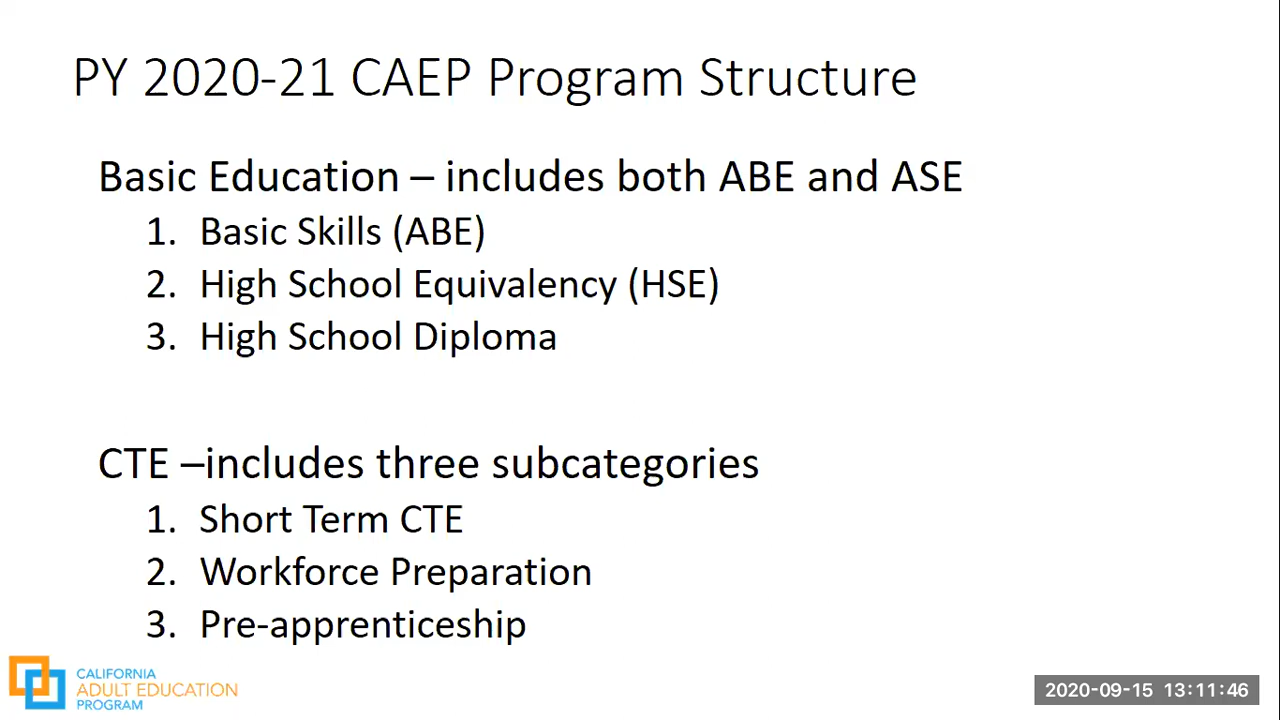 PY 2020-21 CAEP Program Structure
Basic Education – includes both ABE and ASE
1. Basic Skills (ABE)
2. High School Equivalency (HSE)
3. High School Diploma
CTE –includes three subcategories
1. Short Term CTE
2. Workforce Preparation
3. Pre-apprenticeship
CALIFORNIA
ADULT EDUCATION
PROGRAM
2020-09-15 13:11:46